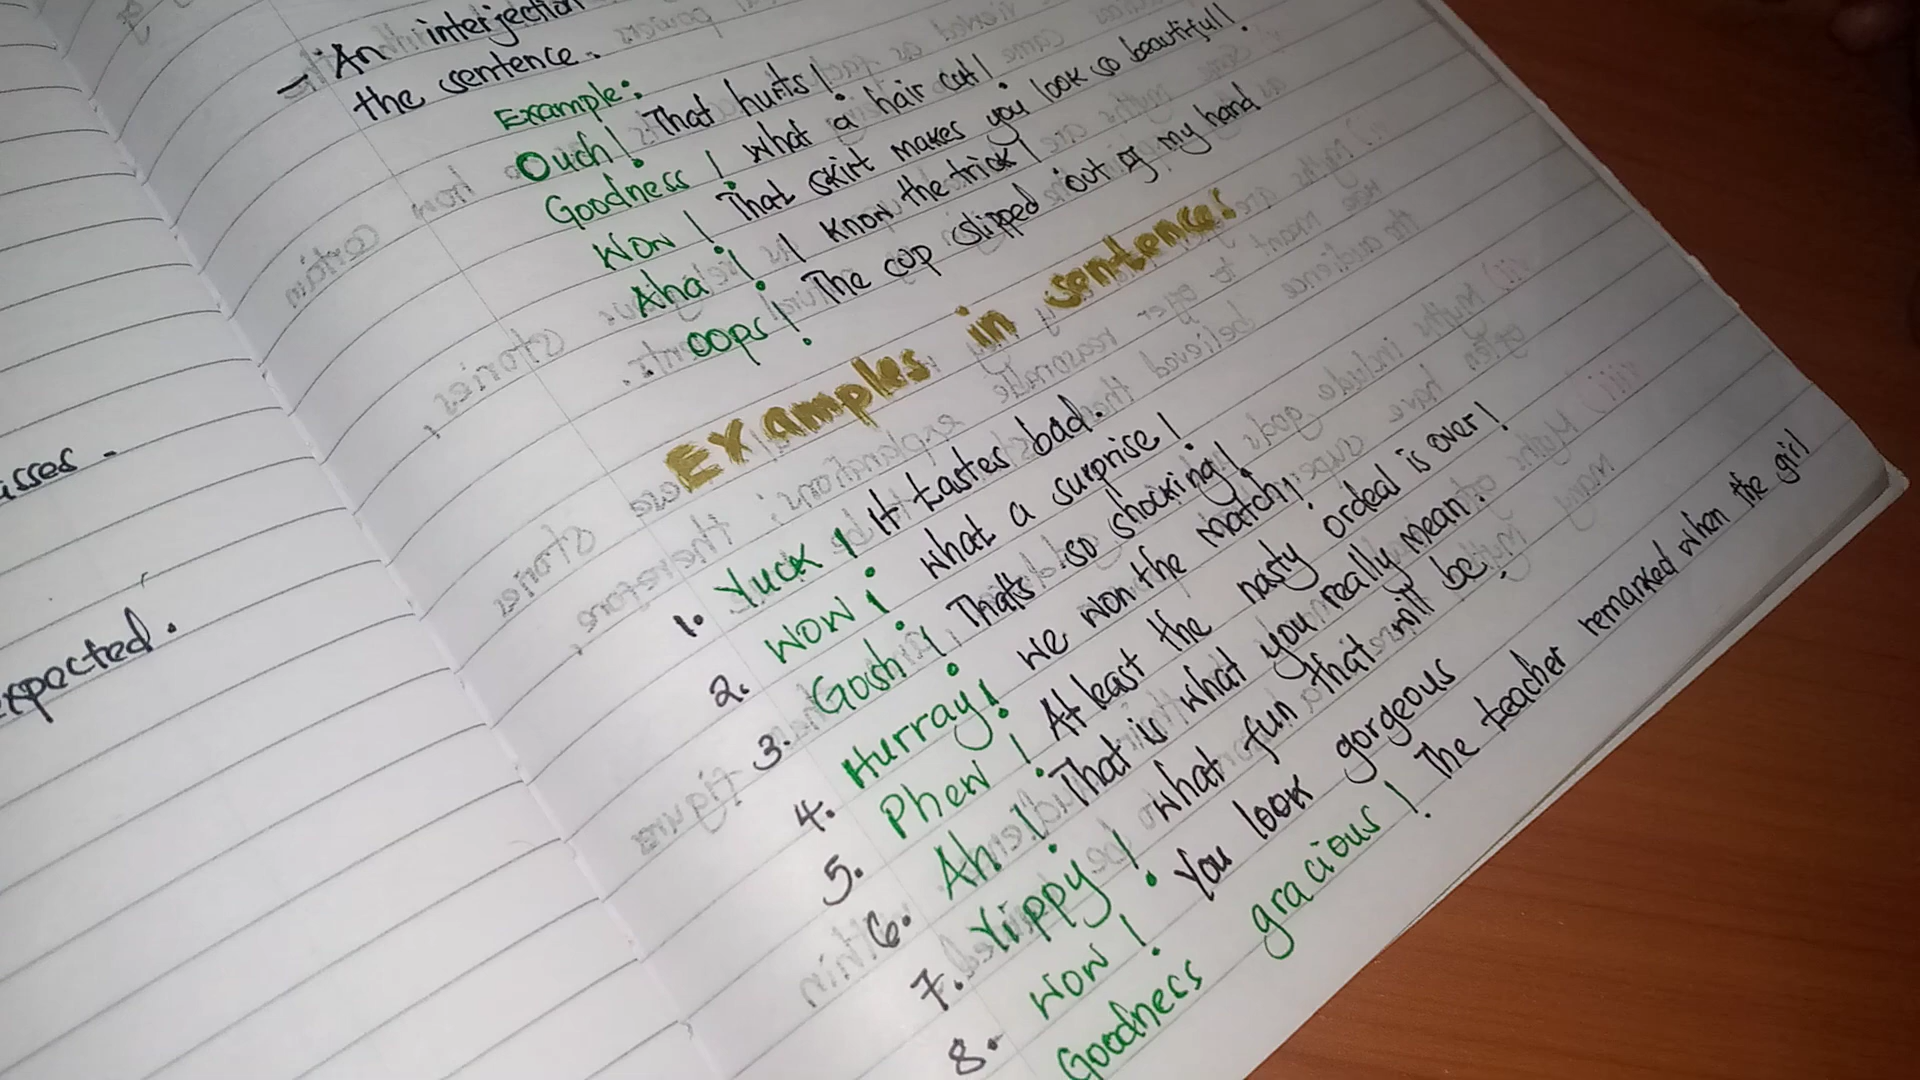 - An interjection
the sentence.
Example:
Ouch! That hurts!
Goodness! what a hair cut!
Wow! That skirt makes you look so beautiful!
Aha! I know the trick!
oops! The cup slipped out of my hand
Examples in sentence:
1. Yuck! It tastes bad.
2. Wow! what a surprise!
3. Gosh! Thats so shocking!
4. Hurray! we won the match!
5. Phew! At least the nasty ordeal is over!
6. Ah! That is what you really mean!
7. Yippy! what fun that will be!
8. Wow! You look gorgeous
Goodness gracious! The teacher remarked when the girl
xpected.